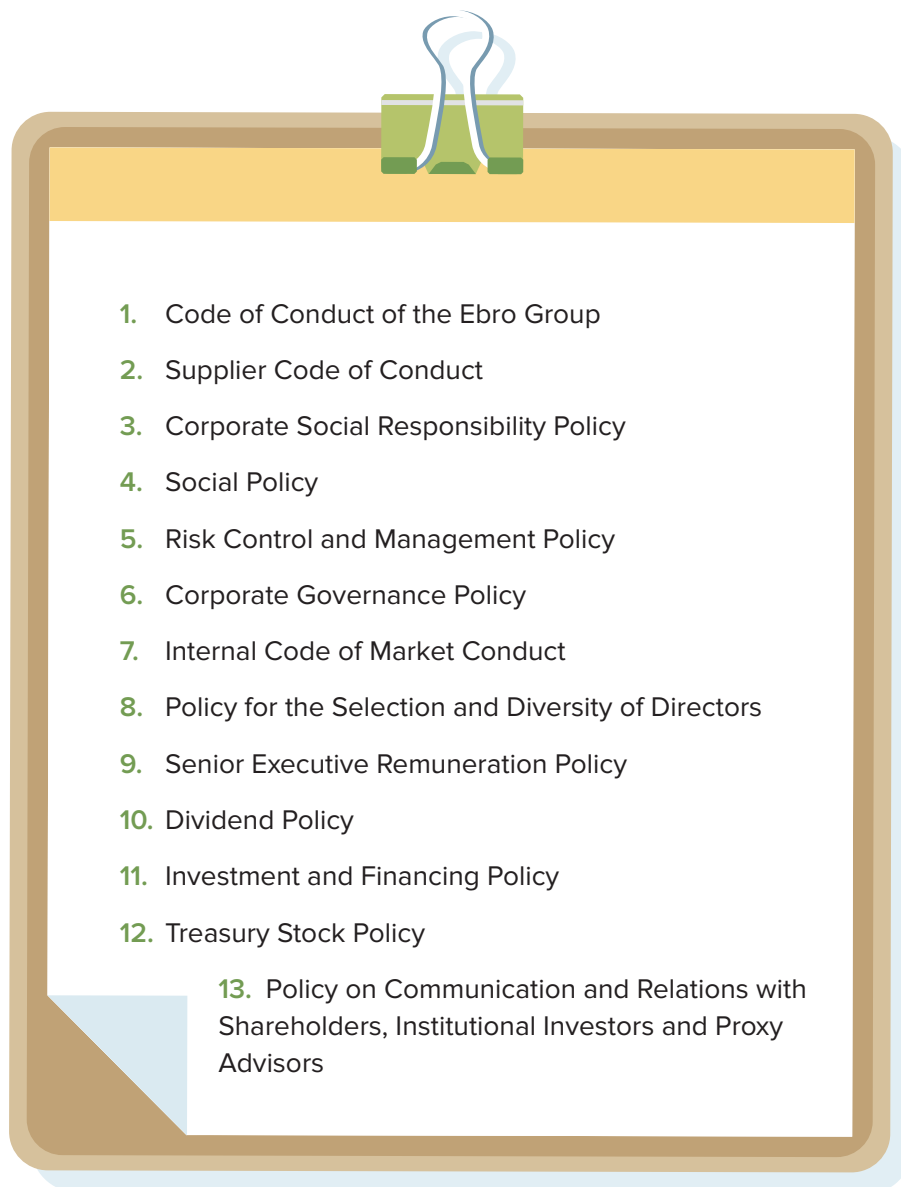 1. Code of Conduct of the Ebro Group
2. Supplier Code of Conduct
3. Corporate Social Responsibility Policy
4. Social Policy
5. Risk Control and Management Policy
6. Corporate Governance Policy
7. Internal Code of Market Conduct
8. Policy for the Selection and Diversity of Directors
9. Senior Executive Remuneration Policy
10. Dividend Policy
11. Investment and Financing Policy
12. Treasury Stock Policy
13. Policy on Communication and Relations with
Shareholders, Institutional Investors and Proxy
Advisors